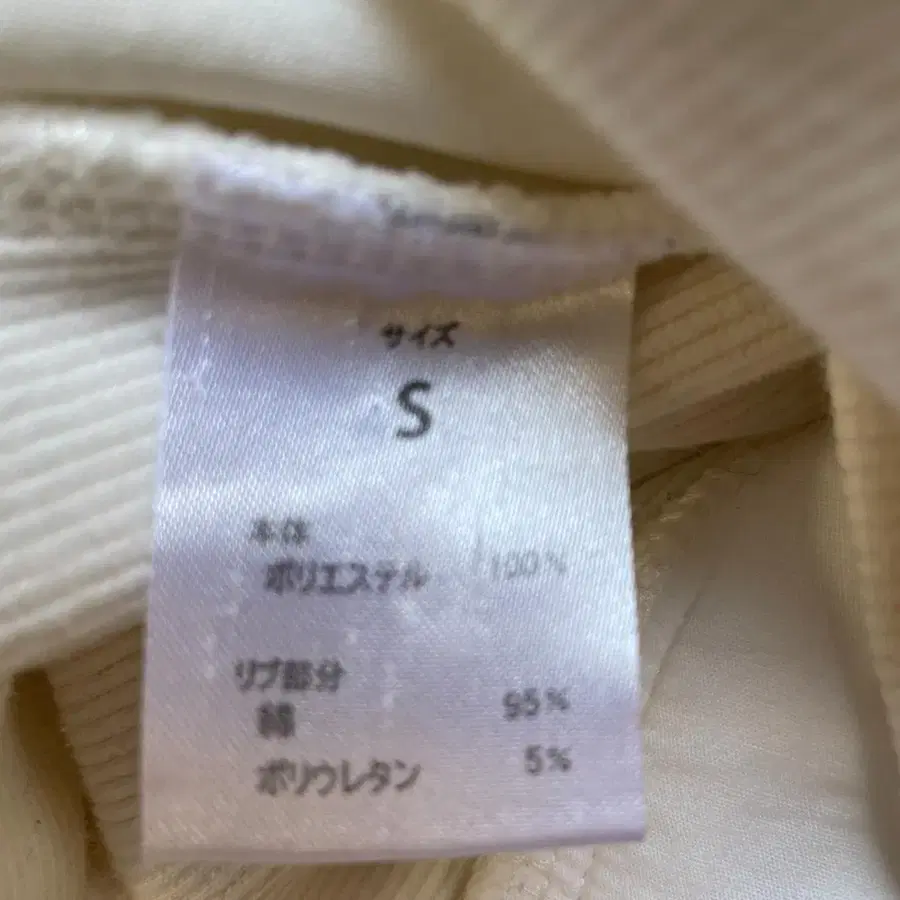 サイズ
S
本体
ポリエステル 100%
リブ部分
綿 95%
ポリウレタン 5%